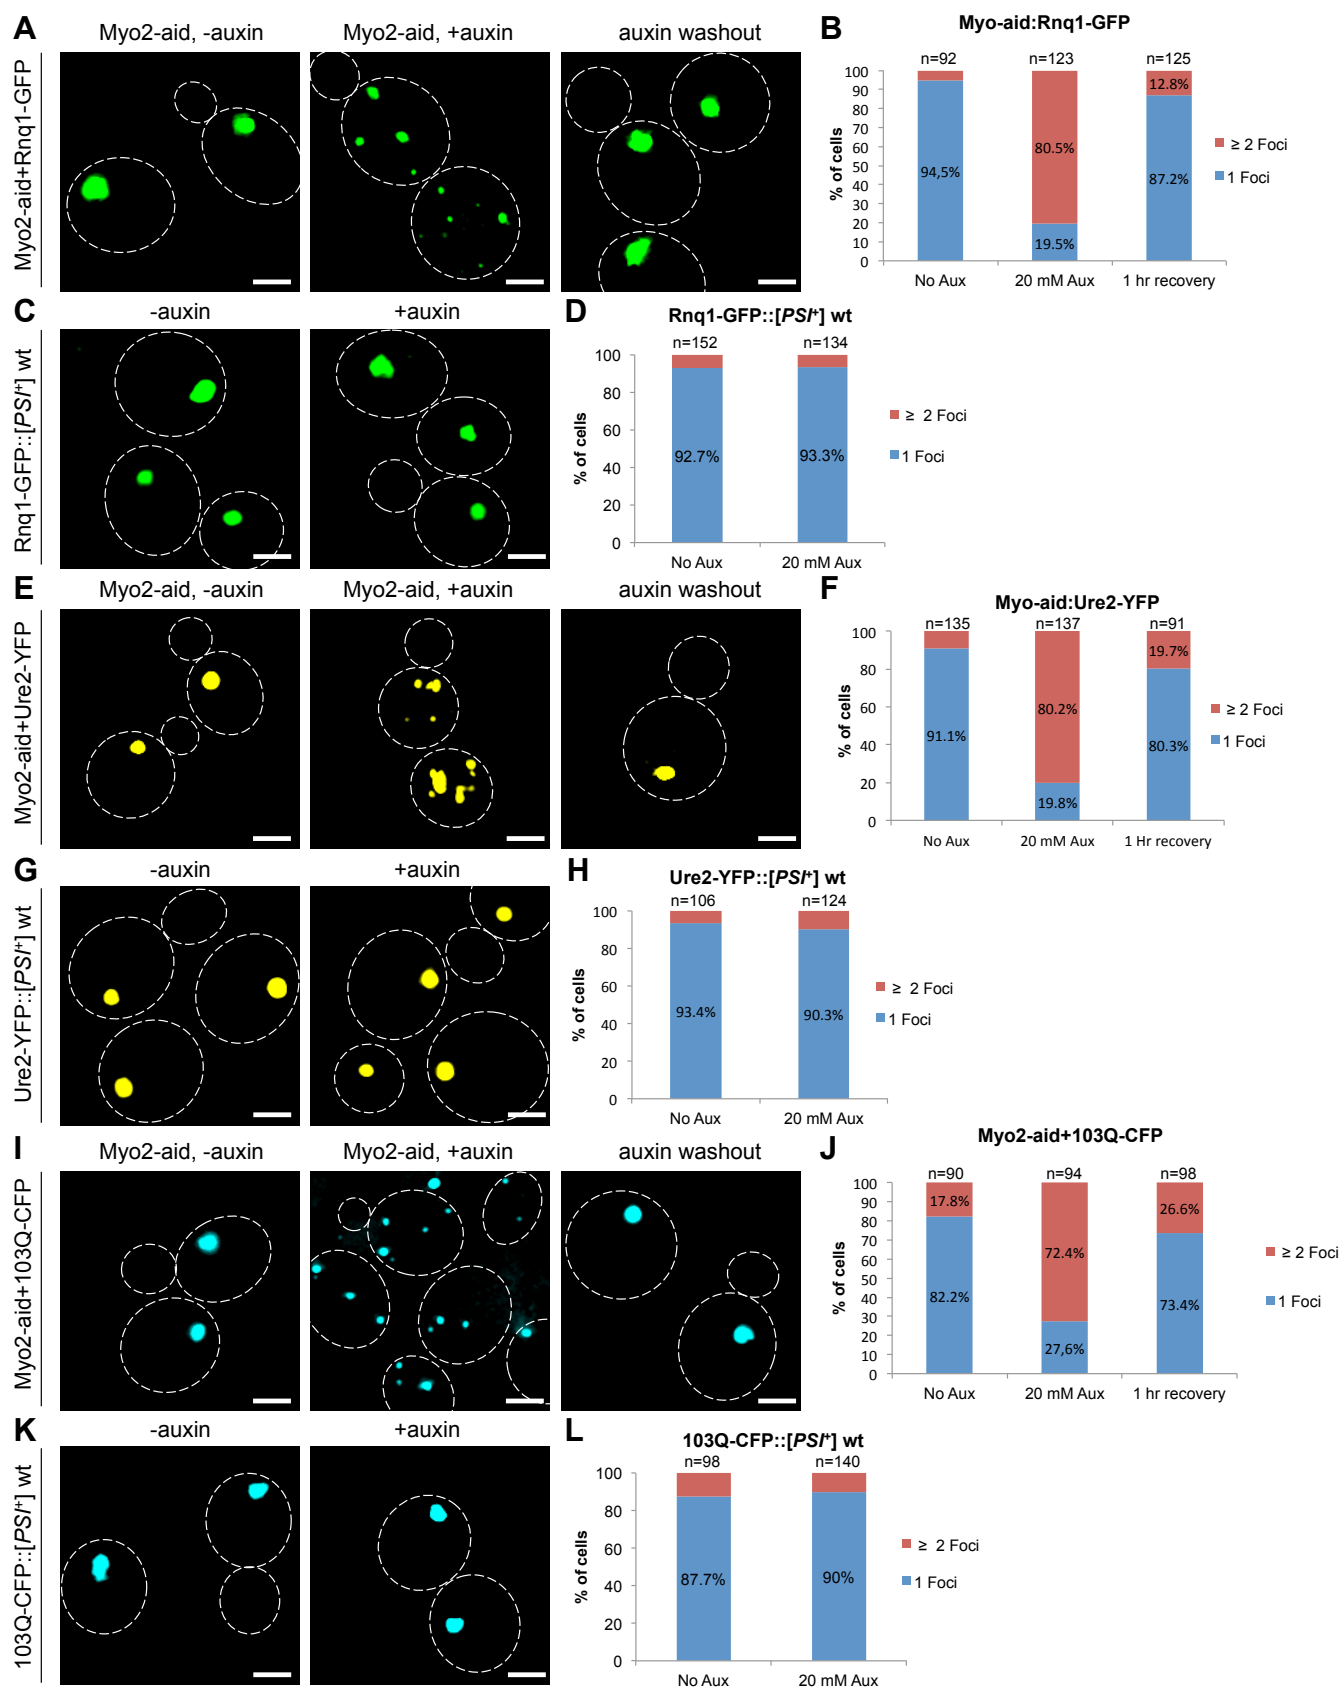 A
Myo2-aid, -auxin
Myo2-aid, +auxin
auxin washout
Myo2-aid+Rnq1-GFP
B
Myo-aid:Rnq1-GFP
n=92
n=123
n=125
% of cells
100
90
80
70
60
50
40
30
20
10
0
94,5%
80.5%
19.5%
12.8%
87.2%
≥ 2 Foci
1 Foci
No Aux
20 mM Aux
1 hr recovery
C
-auxin
+auxin
Rnq1-GFP::[PSI+] wt
D
Rnq1-GFP::[PSI+] wt
n=152
n=134
% of cells
100
80
60
40
20
0
92.7%
93.3%
≥ 2 Foci
1 Foci
No Aux
20 mM Aux
E
Myo2-aid, -auxin
Myo2-aid, +auxin
auxin washout
Myo2-aid+Ure2-YFP
F
Myo-aid:Ure2-YFP
n=135
n=137
n=91
% of cells
100
80
60
40
20
0
91.1%
80.2%
19.8%
19.7%
80.3%
≥ 2 Foci
1 Foci
No Aux
20 mM Aux
1 Hr recovery
G
-auxin
+auxin
Ure2-YFP::[PSI+] wt
H
Ure2-YFP::[PSI+] wt
n=106
n=124
% of cells
100
80
60
40
20
0
93.4%
90.3%
≥ 2 Foci
1 Foci
No Aux
20 mM Aux
I
Myo2-aid, -auxin
Myo2-aid, +auxin
auxin washout
Myo2-aid+103Q-CFP
J
Myo2-aid+103Q-CFP
n=90
n=94
n=98
% of cells
100
90
80
70
60
50
40
30
20
10
0
17.8%
82.2%
72.4%
27,6%
26.6%
73.4%
≥ 2 Foci
1 Foci
No Aux
20 mM Aux
1 hr recovery
K
-auxin
+auxin
103Q-CFP::[PSI+] wt
L
103Q-CFP::[PSI+] wt
n=98
n=140
% of cells
100
80
60
40
20
0
87.7%
90%
≥ 2 Foci
1 Foci
No Aux
20 mM Aux